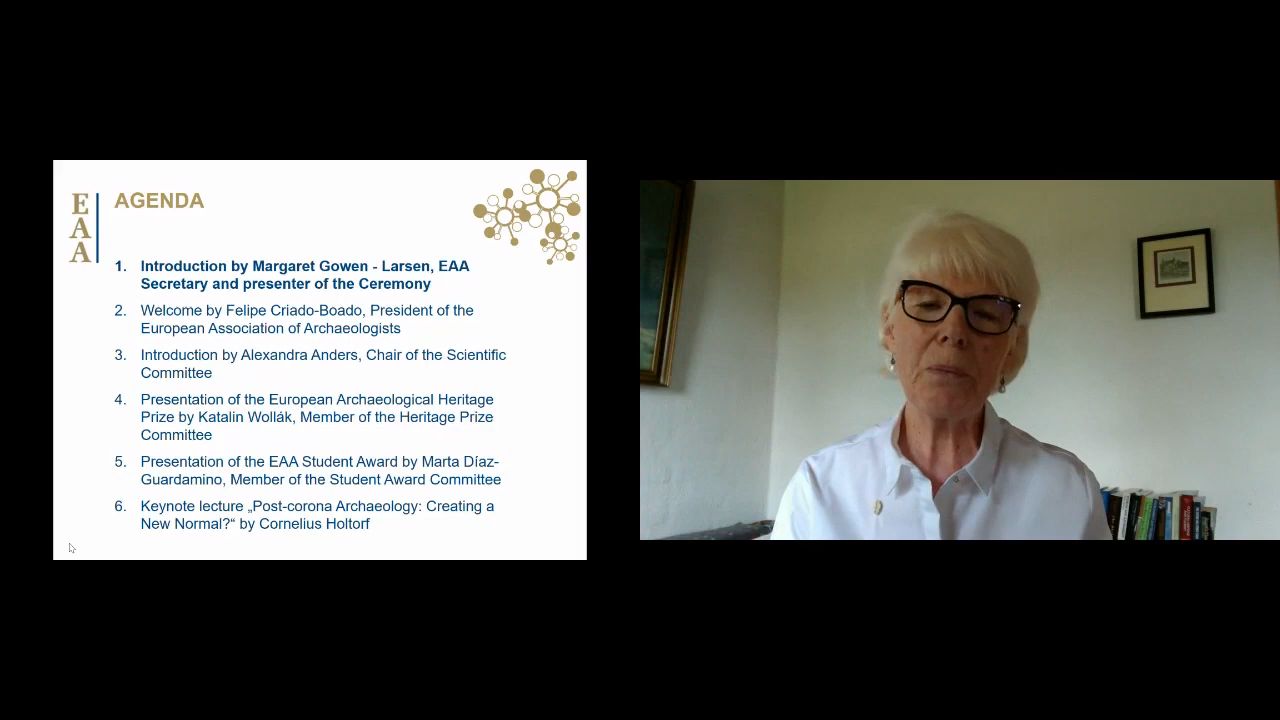 E
A
A
AGENDA
1. Introduction by Margaret Gowen - Larsen, EAA
Secretary and presenter of the Ceremony
2. Welcome by Felipe Criado-Boado, President of the
European Association of Archaeologists
3. Introduction by Alexandra Anders, Chair of the Scientific
Committee
4. Presentation of the European Archaeological Heritage
Prize by Katalin Wollák, Member of the Heritage Prize
Committee
5. Presentation of the EAA Student Award by Marta Díaz-
Guardamino, Member of the Student Award Committee
6. Keynote lecture „Post-corona Archaeology: Creating a
New Normal?“ by Cornelius Holtorf